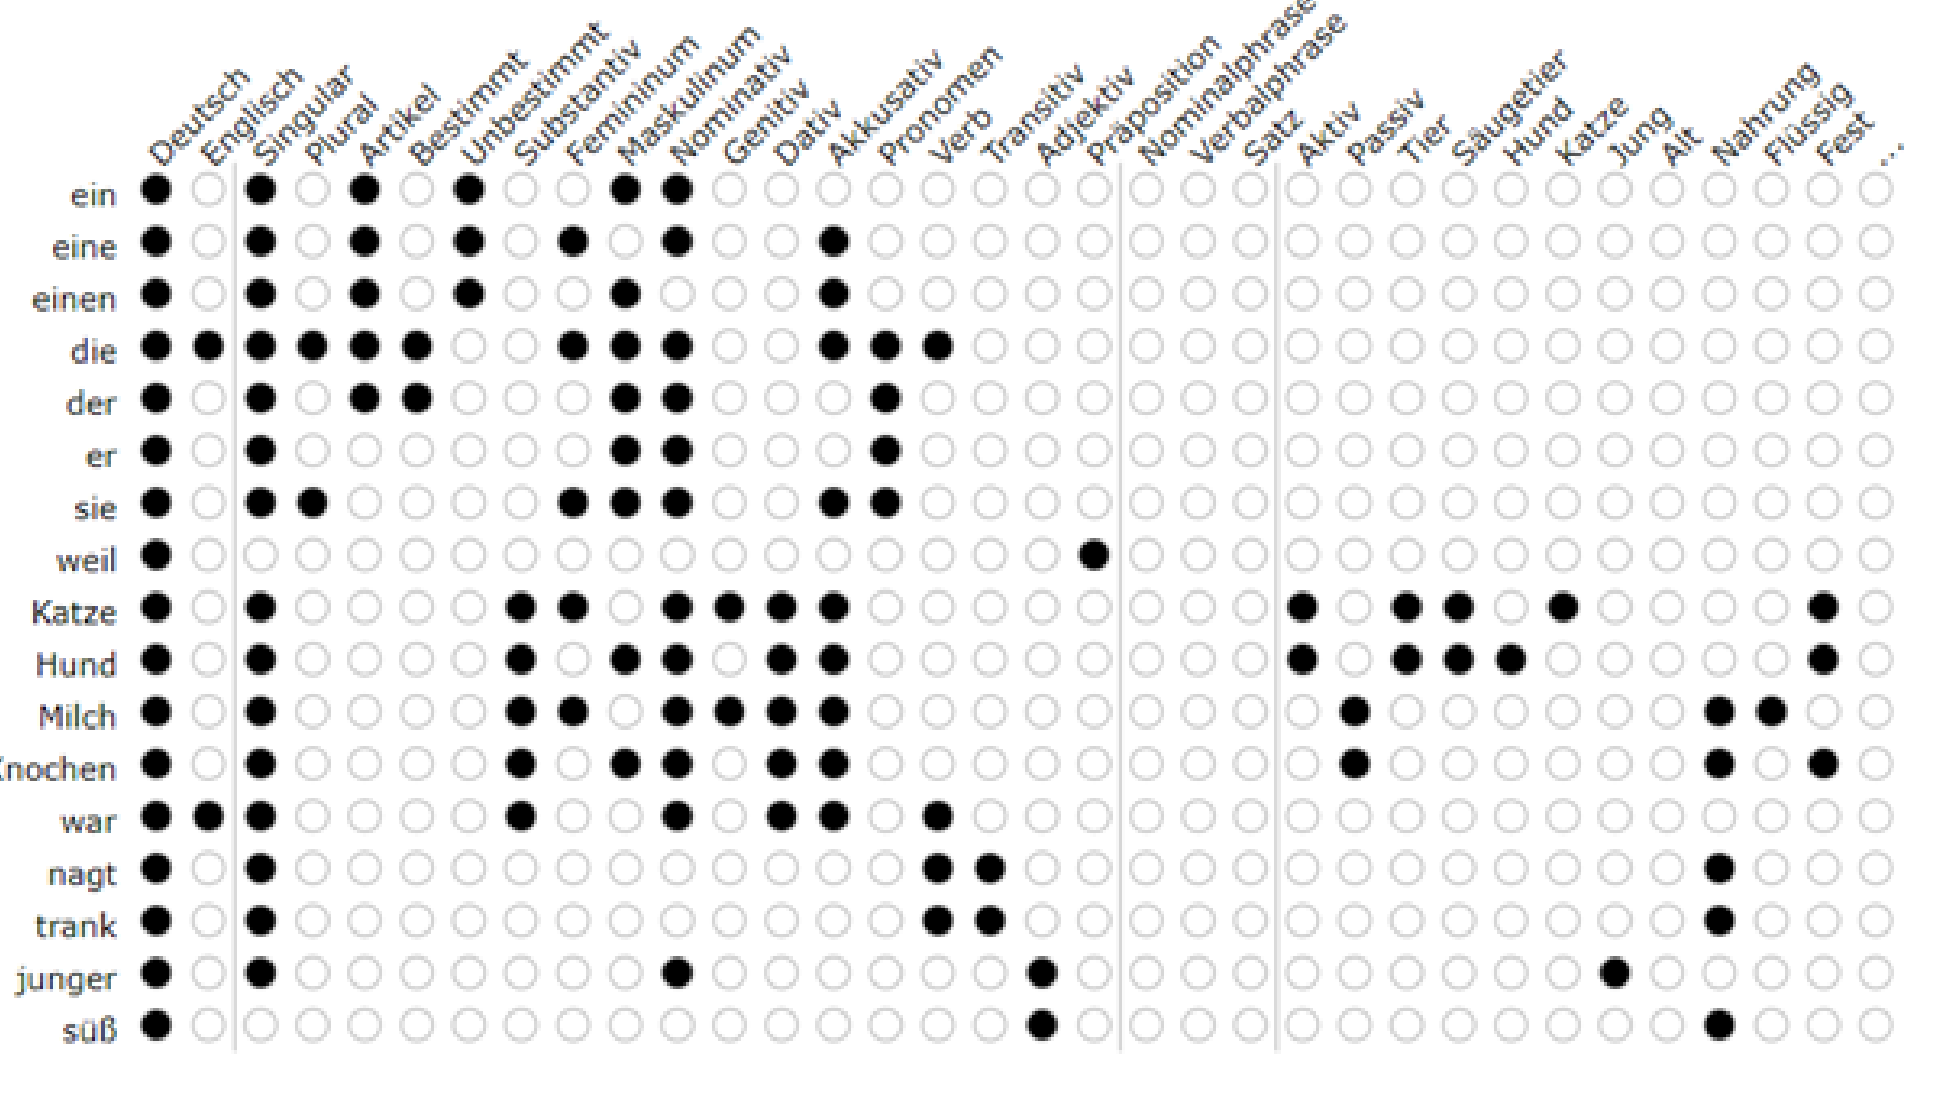 Deutsch
Englisch
Singular
Plural
Artikel
Bestimmt
Unbestimmt
Substantiv
Femininum
Maskulinum
Nominativ
Genitiv
Dativ
Akkusativ
Pronomen
Verb
Transitiv
Adjektiv
Präposition
Nominalphrase
Verbalphrase
Satz
Aktiv
Passiv
Tier
Säugetier
Hund
Katze
Jung
Alt
Nahrung
Flüssig
Fest
...
ein
eine
einen
die
der
er
sie
weil
Katze
Hund
Milch
Knochen
war
nagt
trank
junger
süß